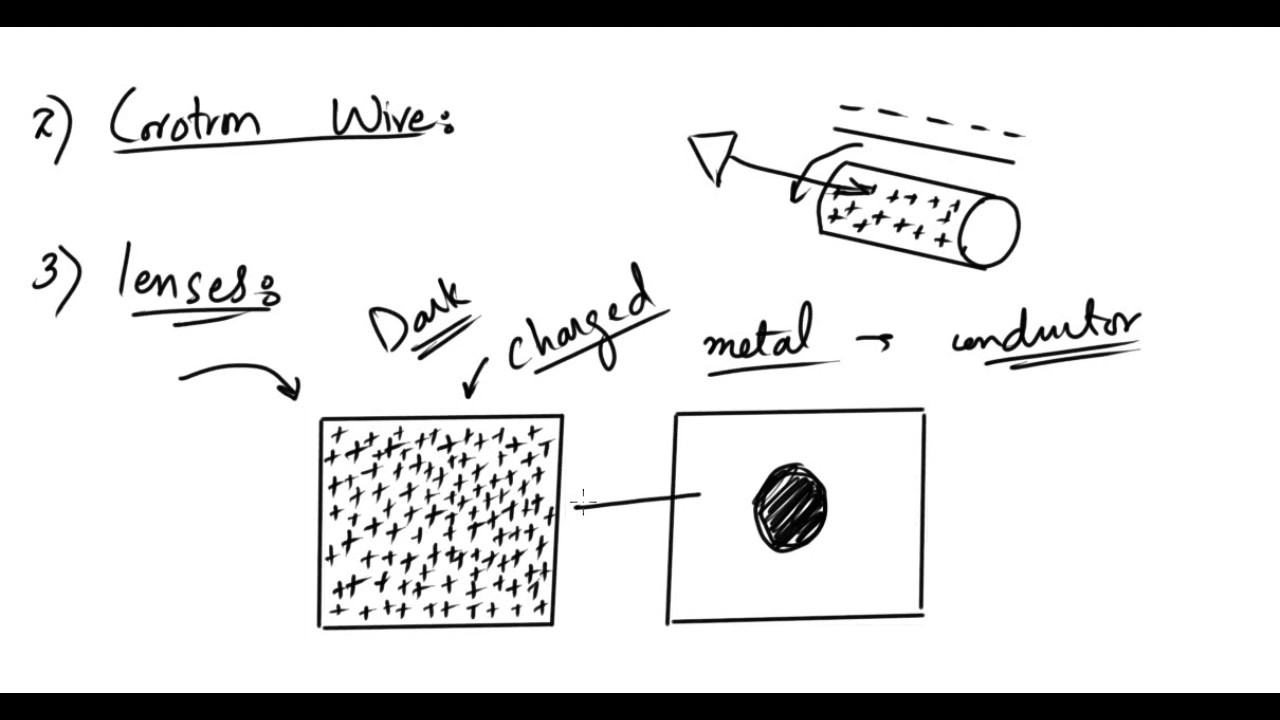 2) Corotron Wire:
3) lenses:
Dark
charged
metal → conductor